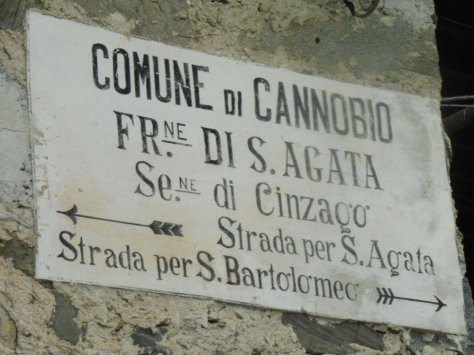 COMUNE DI CANNOBIO
FR.NE DI S. AGATA
Se.NE di Cinzago
Strada per S. Agata
Strada per S. Bartolomeo